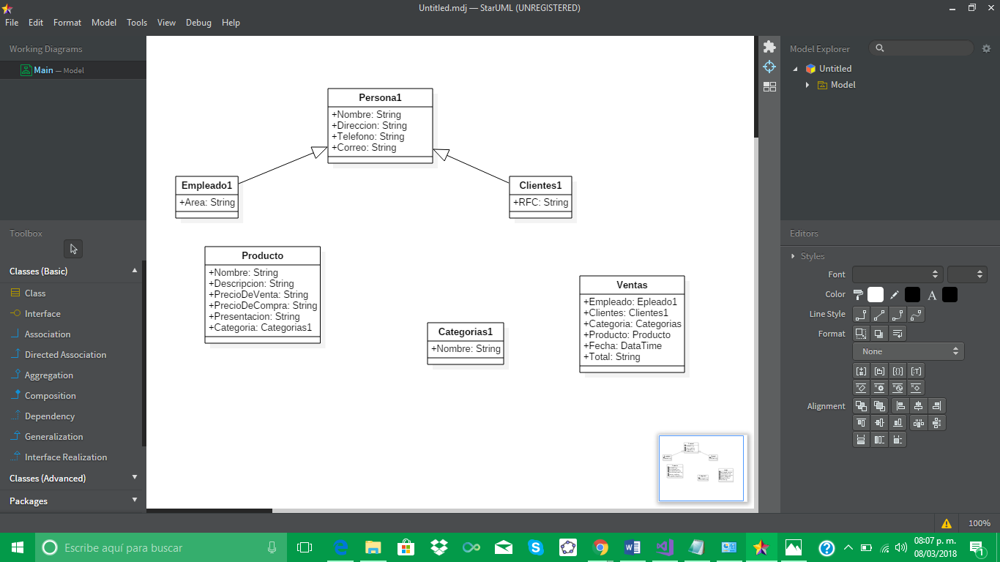 Untitled.mdj — StarUML (UNREGISTERED)
File Edit Format Model Tools View Debug Help
Working Diagrams
Main — Model
Toolbox
Classes (Basic)
Class
Interface
Association
Directed Association
Aggregation
Composition
Dependency
Generalization
Interface Realization
Classes (Advanced)
Packages
Persona1
+Nombre: String
+Direccion: String
+Telefono: String
+Correo: String
Empleado1
+Area: String
Clientes1
+RFC: String
Producto
+Nombre: String
+Descripcion: String
+PrecioDeVenta: String
+PrecioDeCompra: String
+Presentacion: String
+Categoria: Categorias1
Categorias1
+Nombre: String
Ventas
+Empleado: Epleado1
+Clientes: Clientes1
+Categoria: Categorias
+Producto: Producto
+Fecha: DataTime
+Total: String
Model Explorer
Untitled
Model
Editors
Styles
Font
Color
A
Line Style
Format
None
Alignment
100%
Escribe aquí para buscar
08:07 p. m.
08/03/2018
1